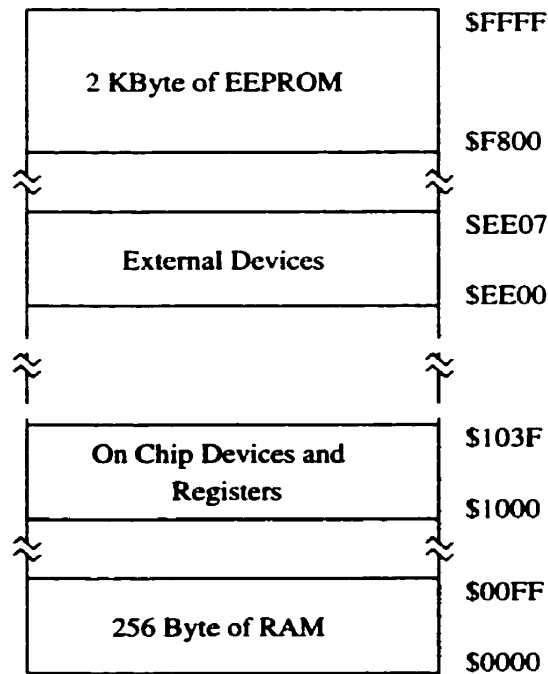 $FFFF
2 KByte of EEPROM
$F800
SEE07
External Devices
$EE00
$103F
On Chip Devices and
Registers
$1000
$00FF
256 Byte of RAM
$0000